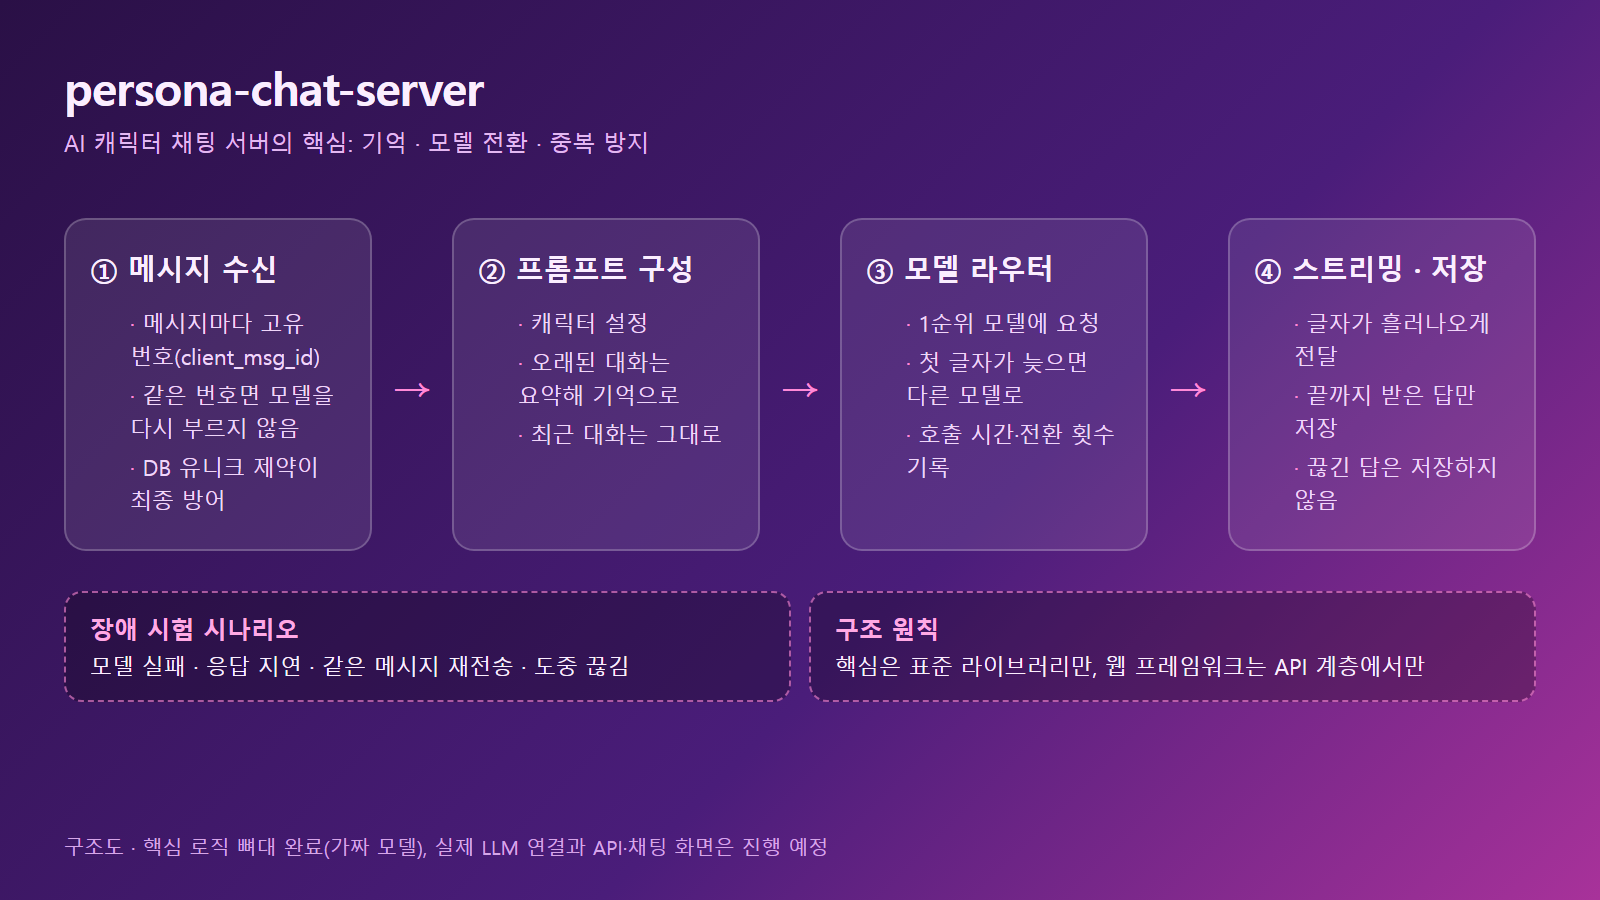 persona-chat-server
AI 캐릭터 채팅 서버의 핵심: 기억 · 모델 전환 · 중복 방지
① 메시지 수신
· 메시지마다 고유
번호(client_msg_id)
· 같은 번호면 모델을
다시 부르지 않음
· DB 유니크 제약이
최종 방어
→
② 프롬프트 구성
· 캐릭터 설정
· 오래된 대화는
요약해 기억으로
· 최근 대화는 그대로
→
③ 모델 라우터
· 1순위 모델에 요청
· 첫 글자가 늦으면
다른 모델로
· 호출 시간·전환 횟수
기록
→
④ 스트리밍 · 저장
· 글자가 흘러나오게
전달
· 끝까지 받은 답만
저장
· 끊긴 답은 저장하지
않음
장애 시험 시나리오
모델 실패 · 응답 지연 · 같은 메시지 재전송 · 도중 끊김
구조 원칙
핵심은 표준 라이브러리만, 웹 프레임워크는 API 계층에서만
구조도 · 핵심 로직 뼈대 완료(가짜 모델), 실제 LLM 연결과 API·채팅 화면은 진행 예정